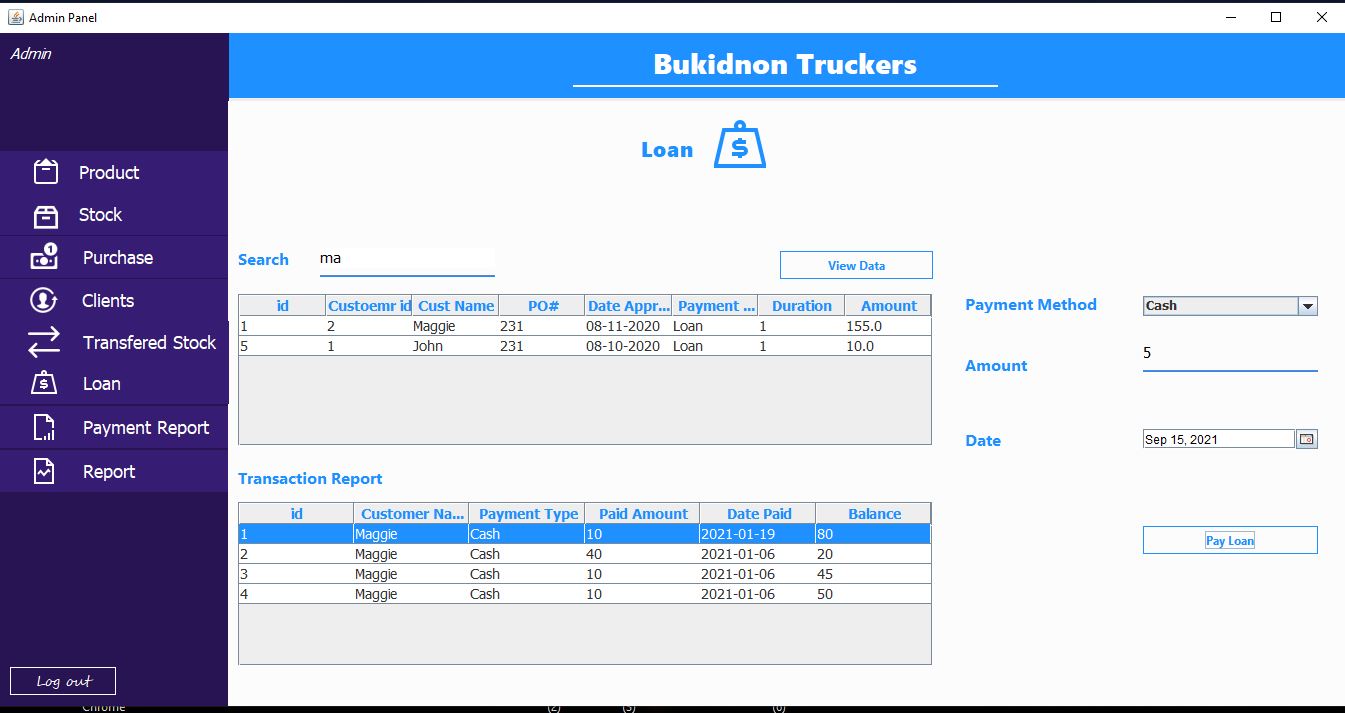 Admin Panel
Admin
Bukidnon Truckers
Product
Stock
Purchase
Clients
Transfered Stock
Loan
Payment Report
Report
Log out
Loan
Search ma View Data
id Custoemr id Cust Name PO# Date Appr... Payment ... Duration Amount
1 2 Maggie 231 08-11-2020 Loan 1 155.0
5 1 John 231 08-10-2020 Loan 1 10.0
Payment Method Cash
Amount 5
Date Sep 15, 2021
Pay Loan
Transaction Report
id Customer Na... Payment Type Paid Amount Date Paid Balance
1 Maggie Cash 10 2021-01-19 80
2 Maggie Cash 40 2021-01-06 20
3 Maggie Cash 10 2021-01-06 45
4 Maggie Cash 10 2021-01-06 50
Chrome (2) (5) (6)